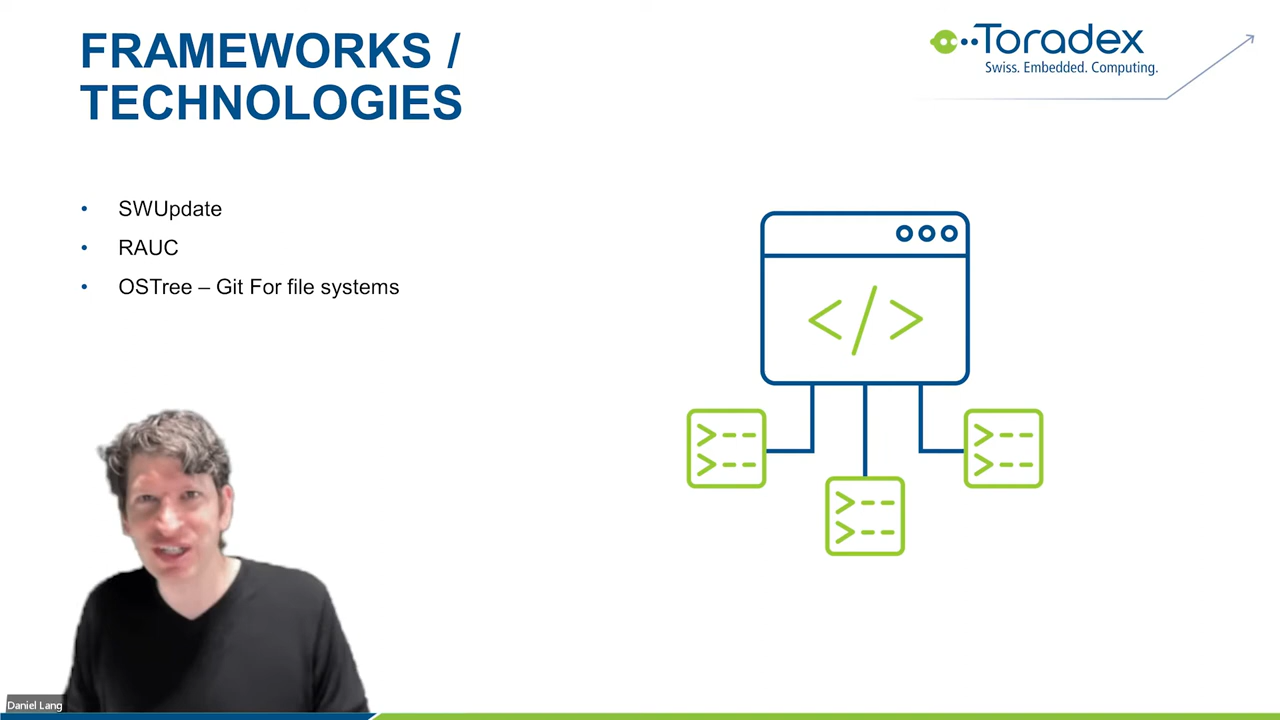 FRAMEWORKS /
TECHNOLOGIES
Toradex
Swiss. Embedded. Computing.
• SWUpdate
• RAUC
• OSTree – Git For file systems
</>
>--
>--
>--
>--
>--
>--
Daniel Lang